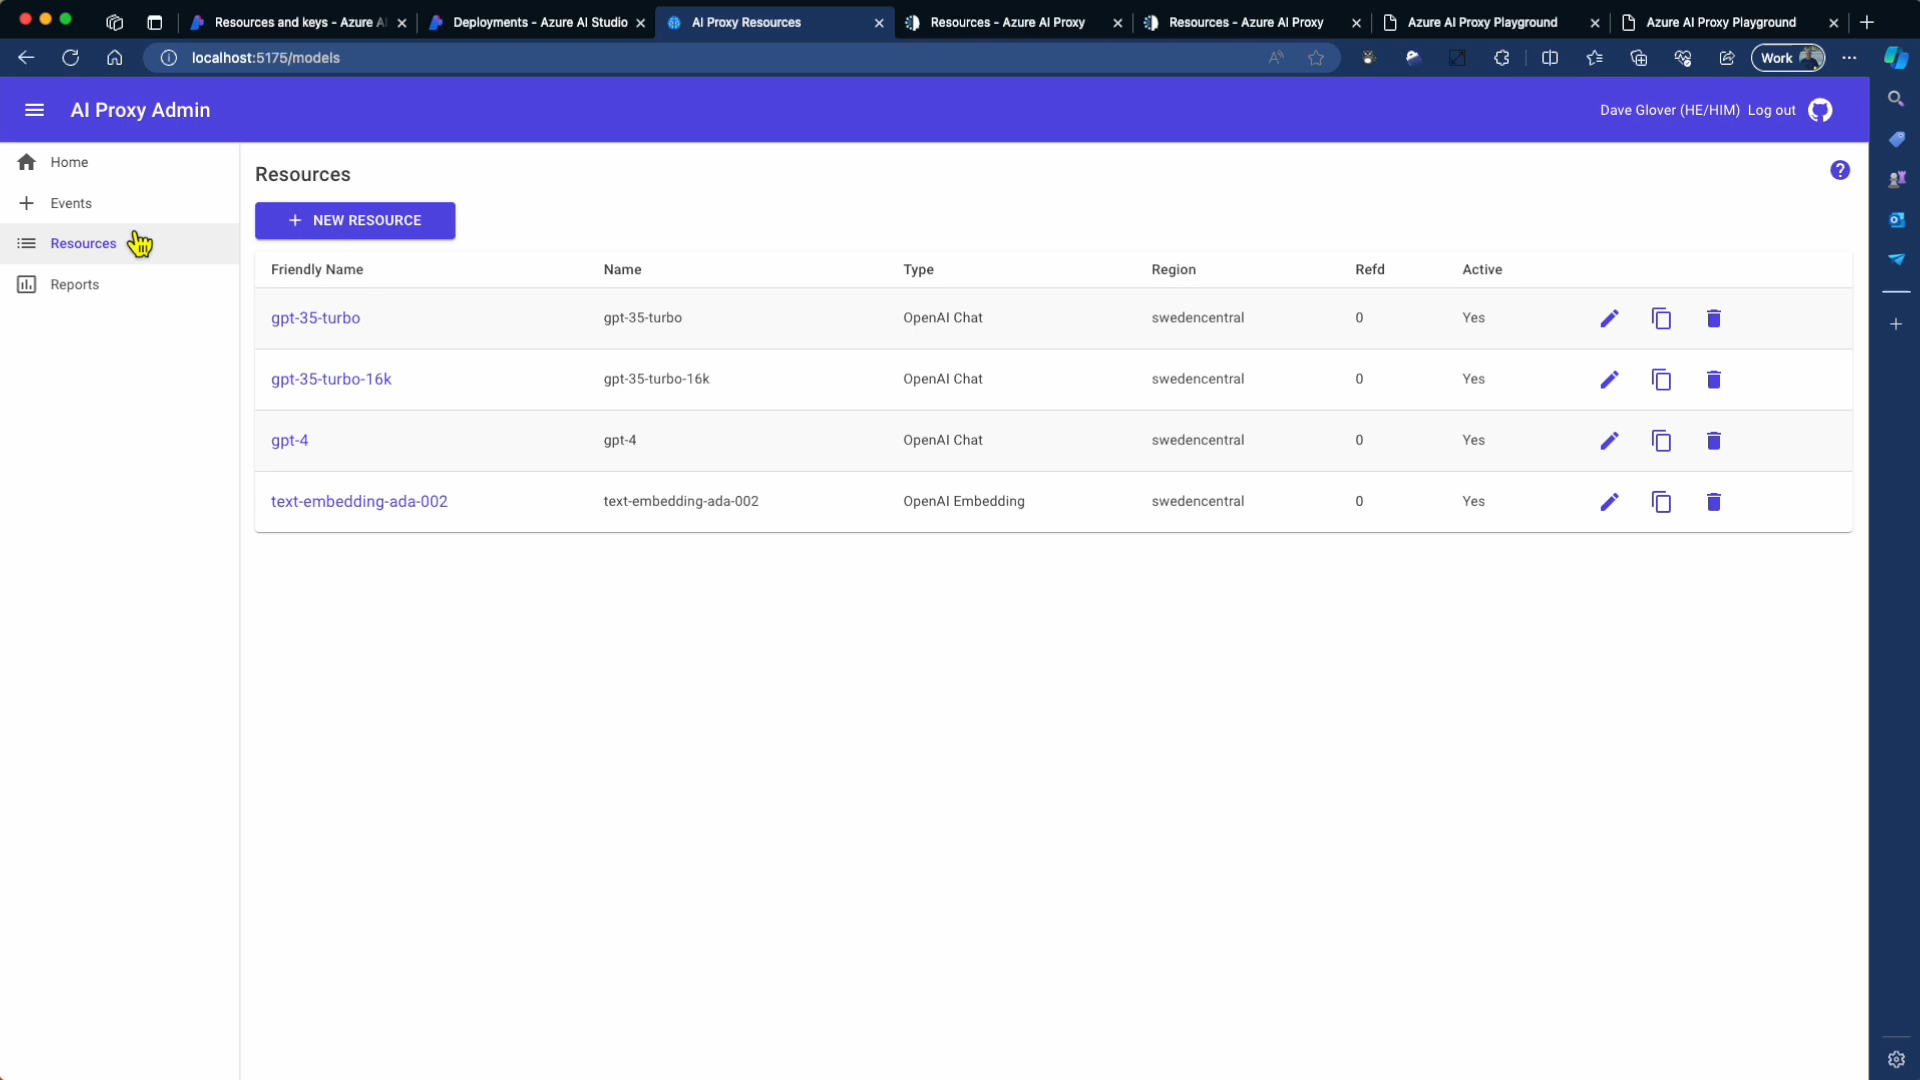 Resources and keys - Azure AI
Deployments - Azure AI Studio
AI Proxy Resources
Resources - Azure AI Proxy
Resources - Azure AI Proxy
Azure AI Proxy Playground
Azure AI Proxy Playground
localhost:5175/models
Work
AI Proxy Admin
Dave Glover (HE/HIM) Log out
Home
Events
Resources
Reports
Resources
?
+ NEW RESOURCE
Friendly Name Name Type Region Refd Active
gpt-35-turbo gpt-35-turbo OpenAI Chat swedencentral 0 Yes
gpt-35-turbo-16k gpt-35-turbo-16k OpenAI Chat swedencentral 0 Yes
gpt-4 gpt-4 OpenAI Chat swedencentral 0 Yes
text-embedding-ada-002 text-embedding-ada-002 OpenAI Embedding swedencentral 0 Yes